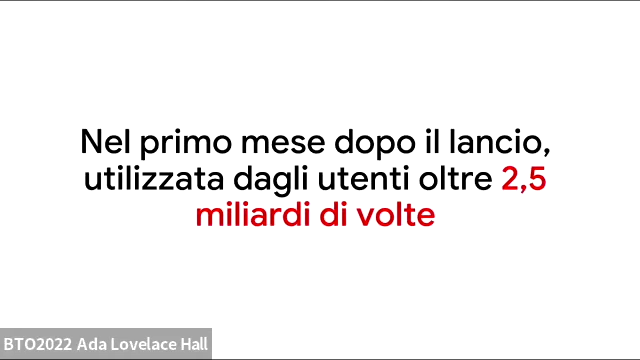 Nel primo mese dopo il lancio,
utilizzata dagli utenti oltre 2,5
miliardi di volte
BTO2022 Ada Lovelace Hall